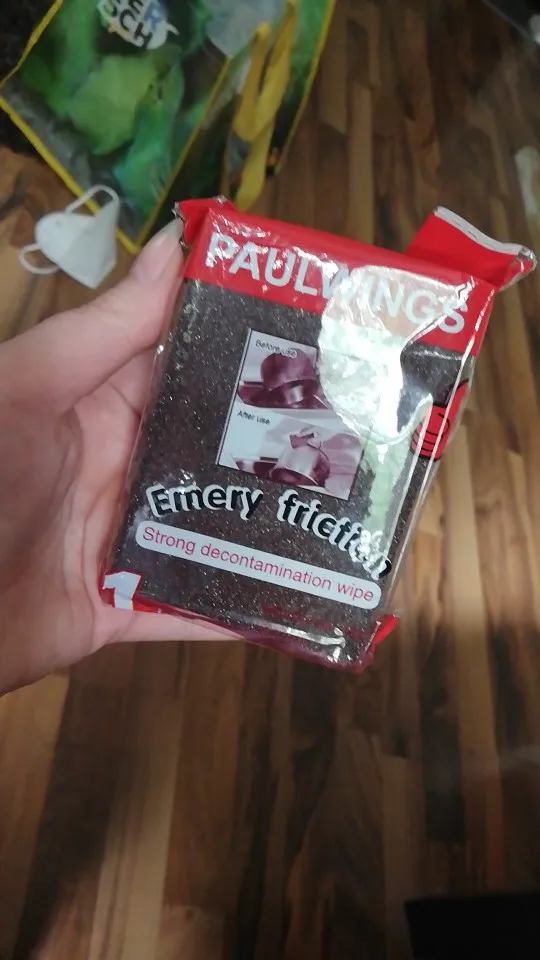 PAULWINGS
Before use
After use
Emery friction
Strong decontamination wipe
1